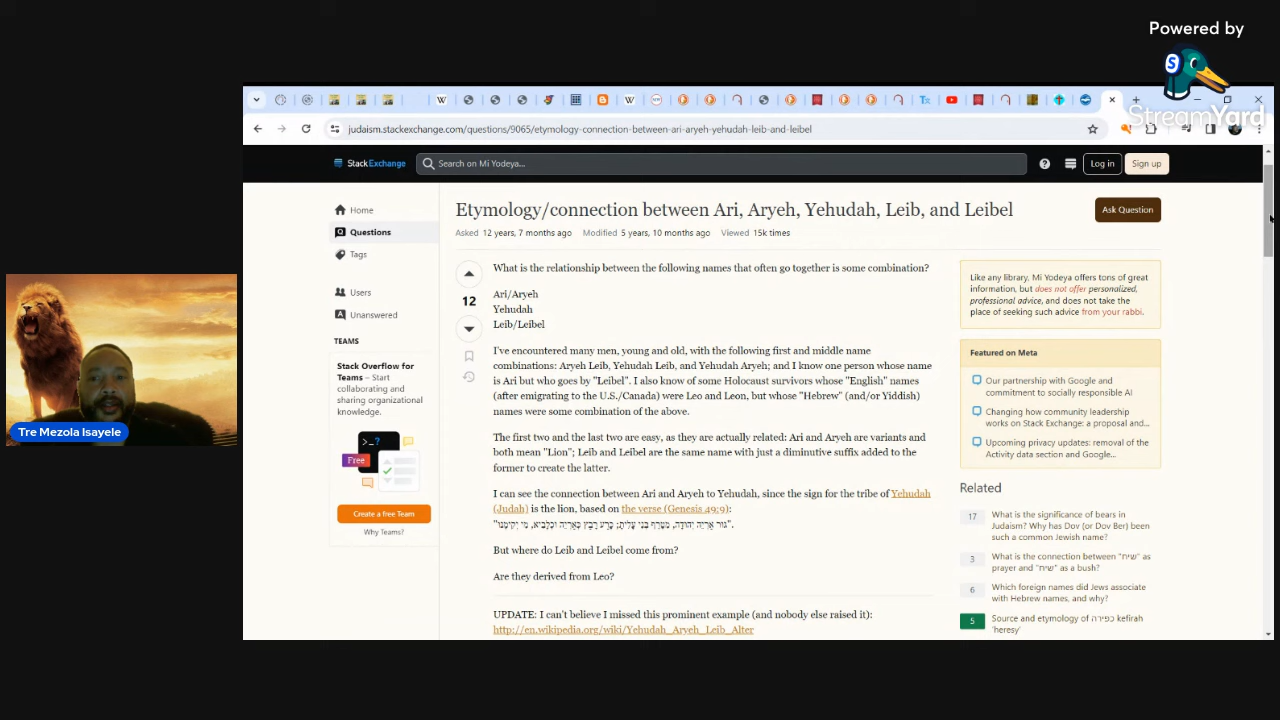 Powered by
StreamYard
judaism.stackexchange.com/questions/9065/etymology-connection-between-ari-aryeh-yehudah-leib-and-leibel
StackExchange
Search on Mi Yodeya...
Log in
Sign up
Home
Questions
Tags
Users
Unanswered
TEAMS
Stack Overflow for
Teams – Start
collaborating and
sharing organizational
knowledge.
Free
Create a free Team
Why Teams?
Etymology/connection between Ari, Aryeh, Yehudah, Leib, and Leibel
Ask Question
Asked 12 years, 7 months ago Modified 5 years, 10 months ago Viewed 15k times
12
What is the relationship between the following names that often go together is some combination?
Ari/Aryeh
Yehudah
Leib/Leibel
I've encountered many men, young and old, with the following first and middle name
combinations: Aryeh Leib, Yehudah Leib, and Yehudah Aryeh; and I know one person whose name
is Ari but who goes by "Leibel". I also know of some Holocaust survivors whose "English" names
(after emigrating to the U.S./Canada) were Leo and Leon, but whose "Hebrew" (and/or Yiddish)
names were some combination of the above.
The first two and the last two are easy, as they are actually related: Ari and Aryeh are variants and
both mean "Lion"; Leib and Leibel are the same name with just a diminutive suffix added to the
former to create the latter.
I can see the connection between Ari and Aryeh to Yehudah, since the sign for the tribe of Yehudah
(Judah) is the lion, based on the verse (Genesis 49:9):
"גּוּר אַרְיֵה יְהוּדָה, מִטֶּרֶף בְּנִי עָלִיתָ; כָּרַע רָבַץ כְּאַרְיֵה וּכְלָבִיא, מִי יְקִימֶנּוּ".
But where do Leib and Leibel come from?
Are they derived from Leo?
UPDATE: I can't believe I missed this prominent example (and nobody else raised it):
http://en.wikipedia.org/wiki/Yehudah_Aryeh_Leib_Alter
Like any library, Mi Yodeya offers tons of great
information, but does not offer personalized,
professional advice, and does not take the
place of seeking such advice from your rabbi.
Featured on Meta
Our partnership with Google and
commitment to socially responsible AI
Changing how community leadership
works on Stack Exchange: a proposal and...
Upcoming privacy updates: removal of the
Activity data section and Google...
Related
17 What is the significance of bears in
Judaism? Why has Dov (or Dov Ber) been
such a common Jewish name?
3 What is the connection between "שיח" as
prayer and "שיח" as a bush?
6 Which foreign names did Jews associate
with Hebrew names, and why?
5 Source and etymology of כפירה kefirah
'heresy'
Tre Mezola Isayele